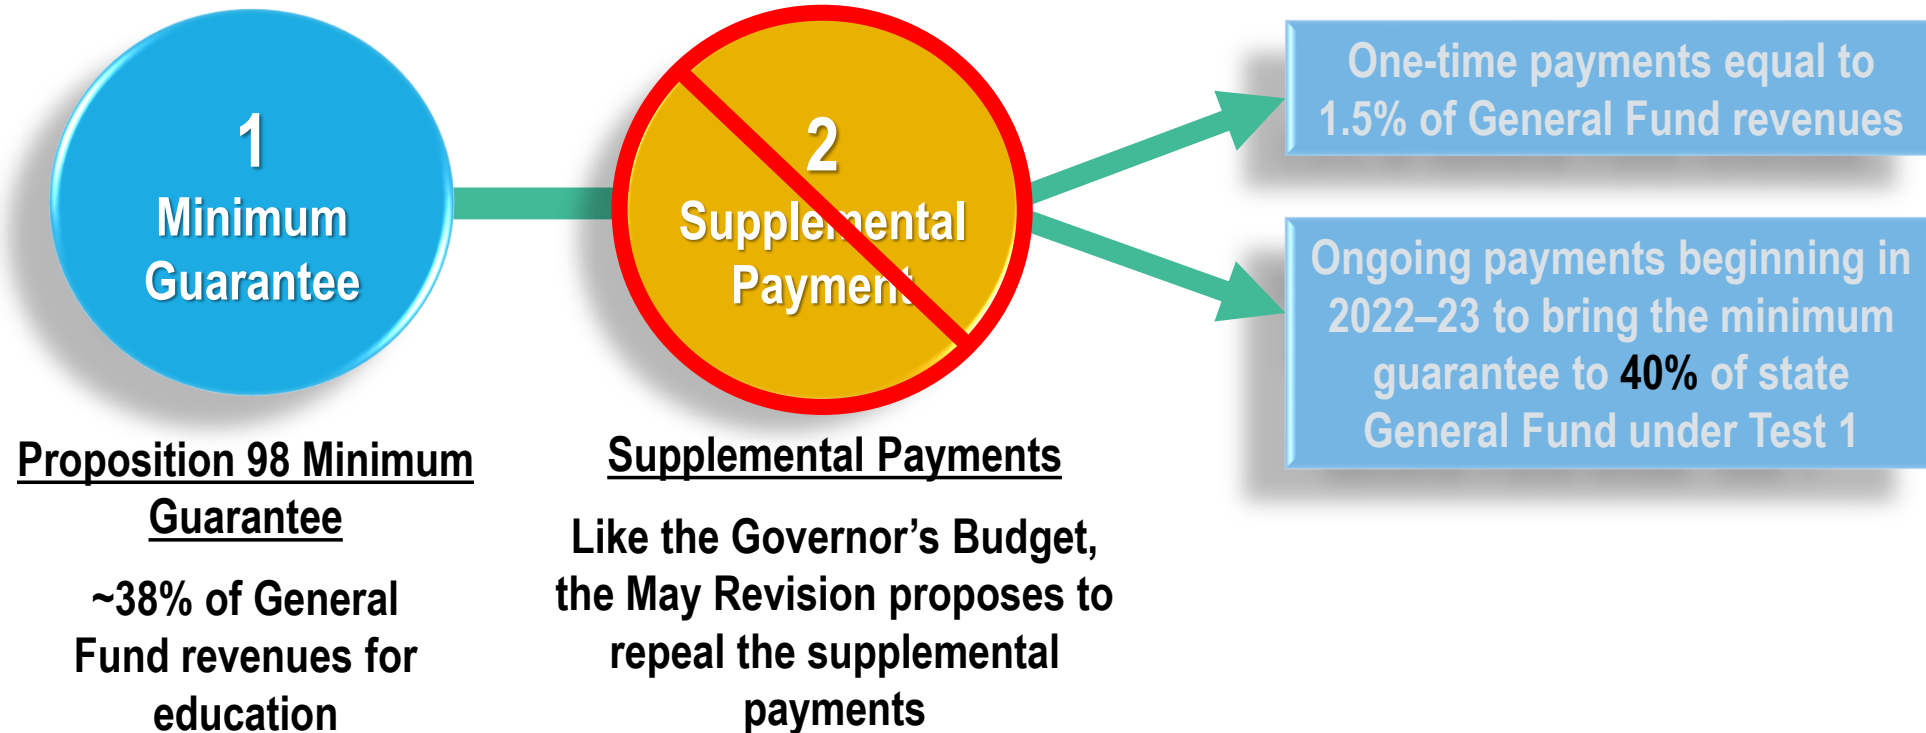 1
Minimum
Guarantee
Proposition 98 Minimum
Guarantee
~38% of General
Fund revenues for
education
2
Supplemental
Payment
Supplemental Payments
Like the Governor’s Budget,
the May Revision proposes to
repeal the supplemental
payments
One-time payments equal to
1.5% of General Fund revenues
Ongoing payments beginning in
2022–23 to bring the minimum
guarantee to 40% of state
General Fund under Test 1